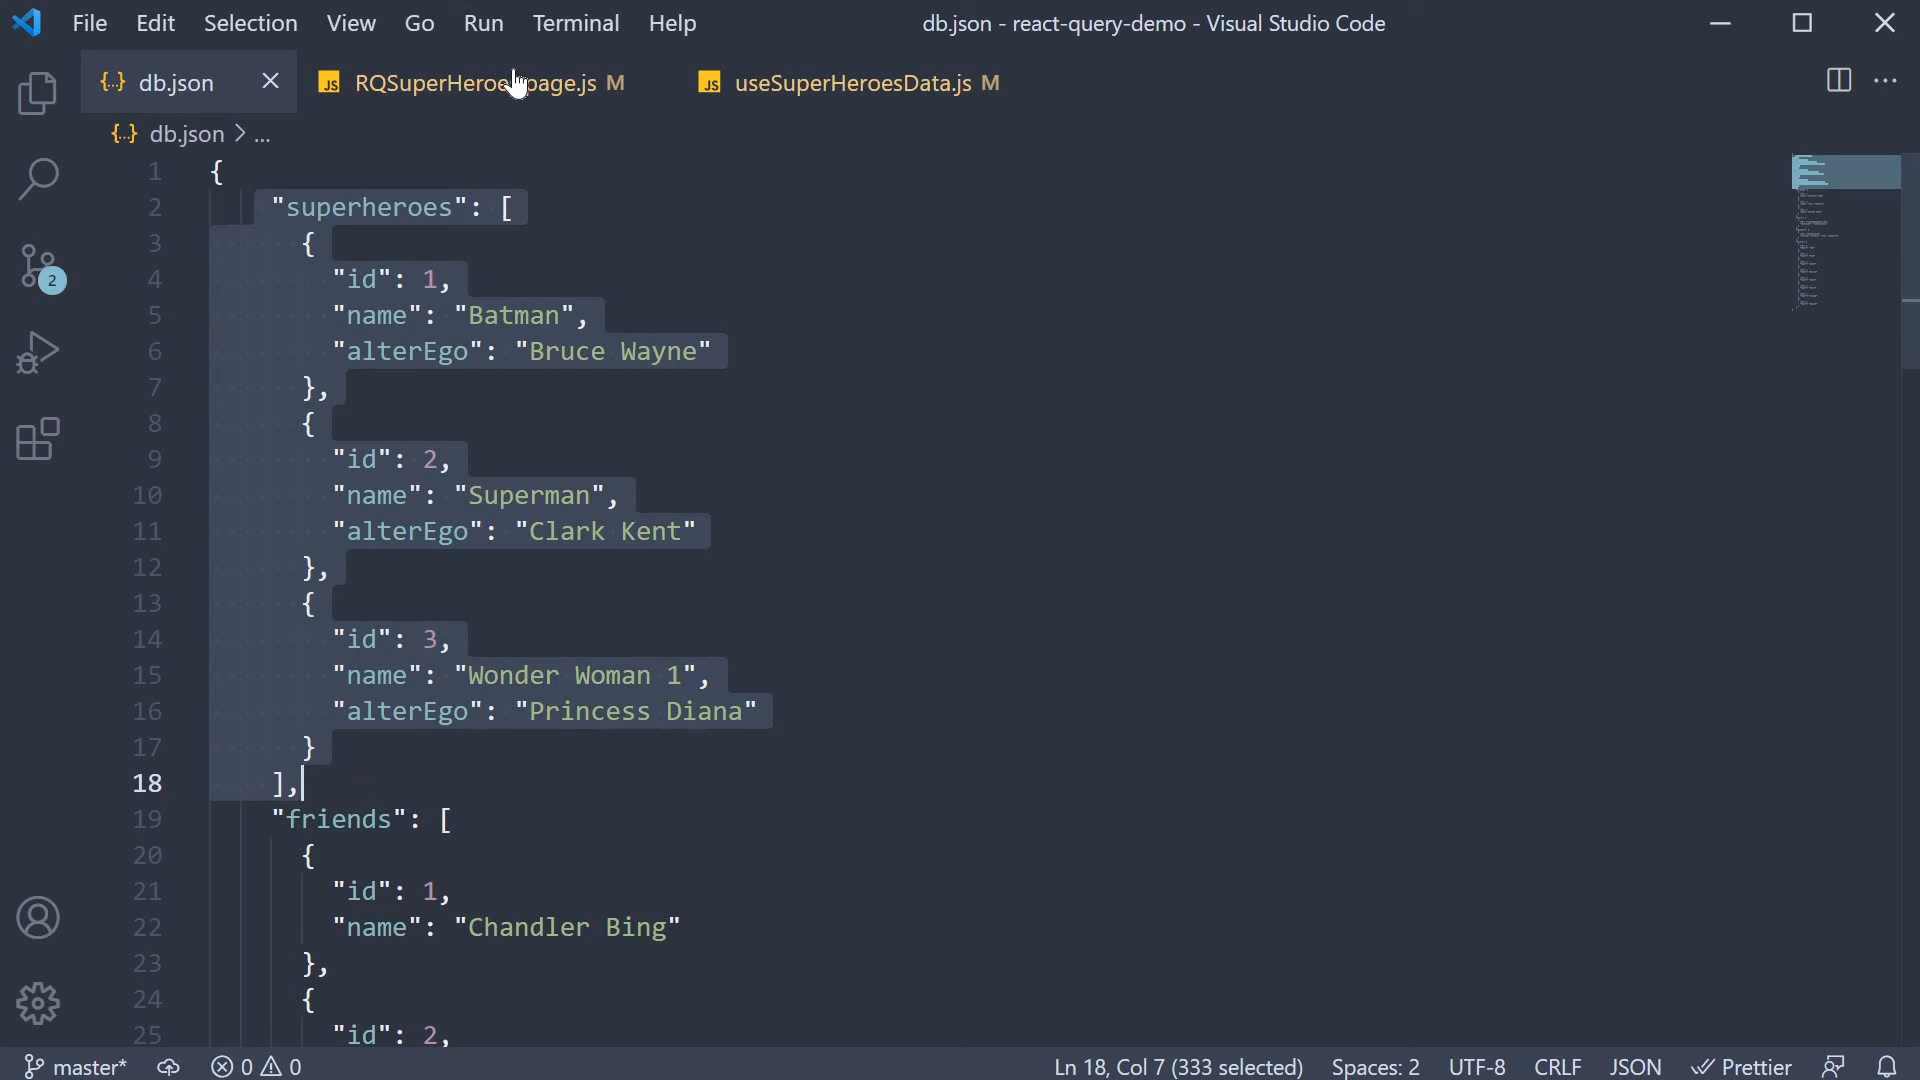 File Edit Selection View Go Run Terminal Help db.json - react-query-demo - Visual Studio Code
{..} db.json JS RQSuperHeroe page.js M JS useSuperHeroesData.js M
{..} db.json > ...
1 {
2 "superheroes": [
3 {
4 "id": 1,
5 "name": "Batman",
6 "alterEgo": "Bruce Wayne"
7 },
8 {
9 "id": 2,
10 "name": "Superman",
11 "alterEgo": "Clark Kent"
12 },
13 {
14 "id": 3,
15 "name": "Wonder Woman 1",
16 "alterEgo": "Princess Diana"
17 }
18 ],
19 "friends": [
20 {
21 "id": 1,
22 "name": "Chandler Bing"
23 },
24 {
25 "id": 2,
2
master* 0 0 Ln 18, Col 7 (333 selected) Spaces: 2 UTF-8 CRLF JSON Prettier